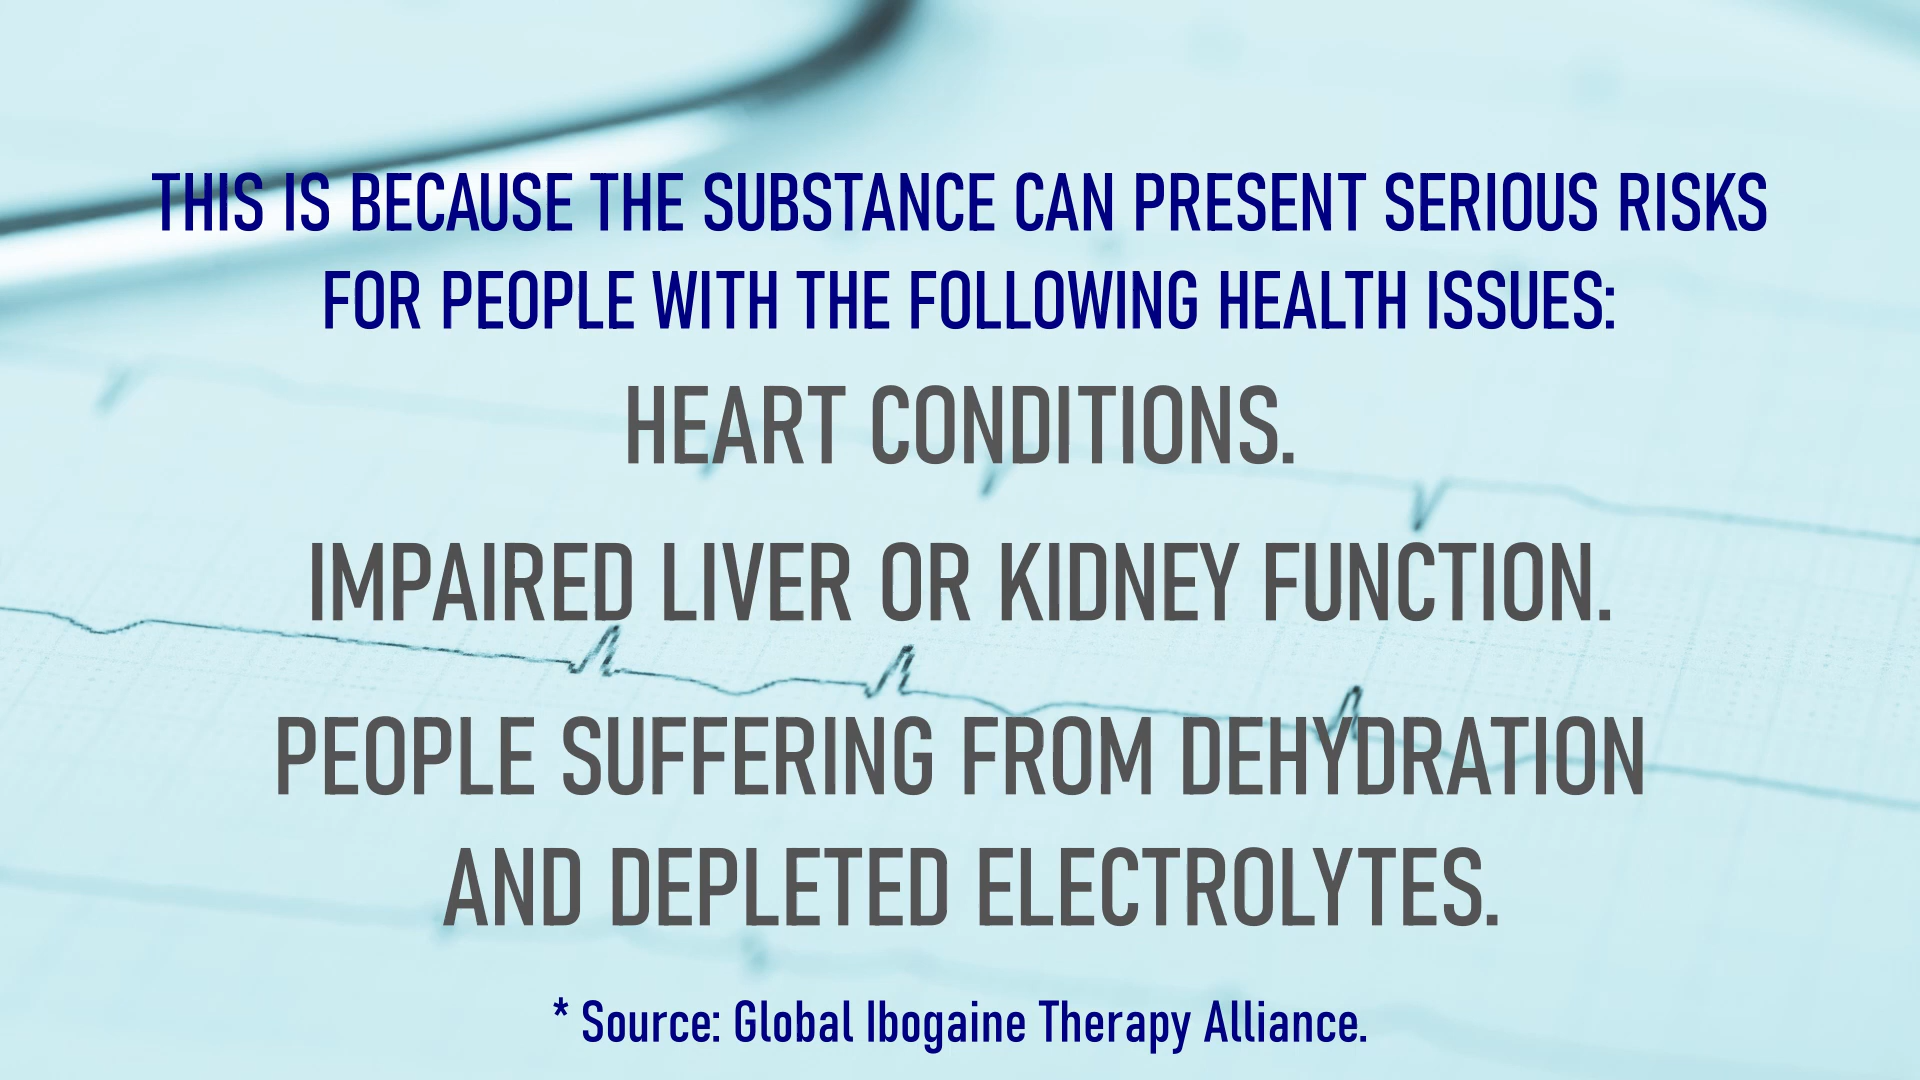 THIS IS BECAUSE THE SUBSTANCE CAN PRESENT SERIOUS RISKS
FOR PEOPLE WITH THE FOLLOWING HEALTH ISSUES:
HEART CONDITIONS.
IMPAIRED LIVER OR KIDNEY FUNCTION.
PEOPLE SUFFERING FROM DEHYDRATION
AND DEPLETED ELECTROLYTES.
* Source: Global Ibogaine Therapy Alliance.